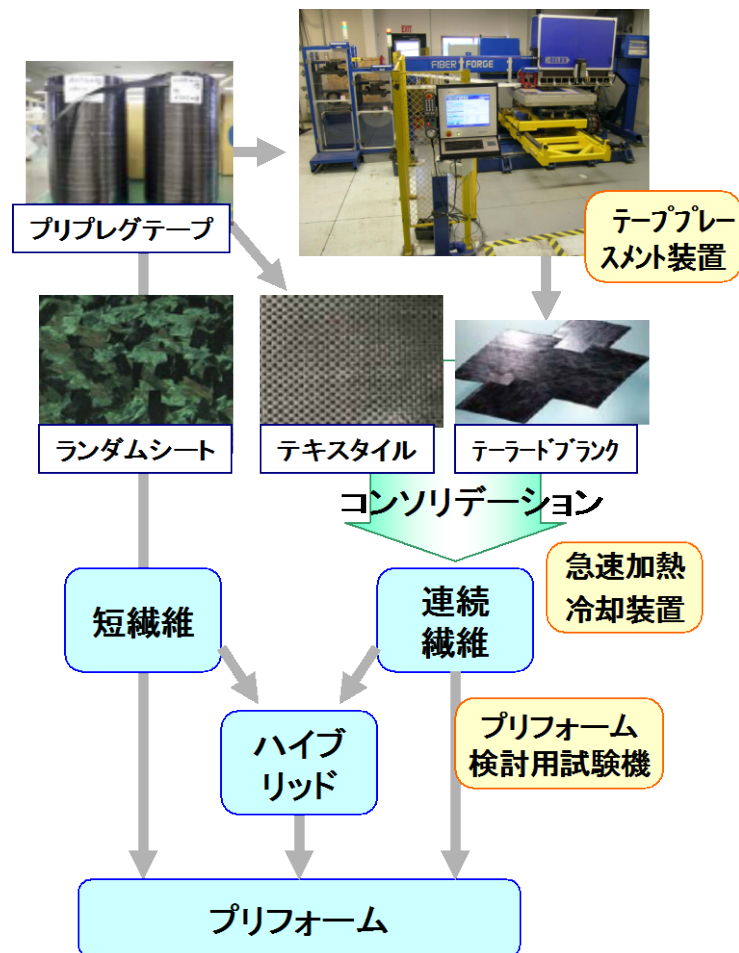 EXIT
FIBER FORGE
プリプレグテープ
テーププレー
スメント装置
ランダムシート
テキスタイル
テーラードブランク
コンソリデーション
急速加熱
冷却装置
短繊維
連続
繊維
プリフォーム
検討用試験機
ハイブ
リッド
プリフォーム